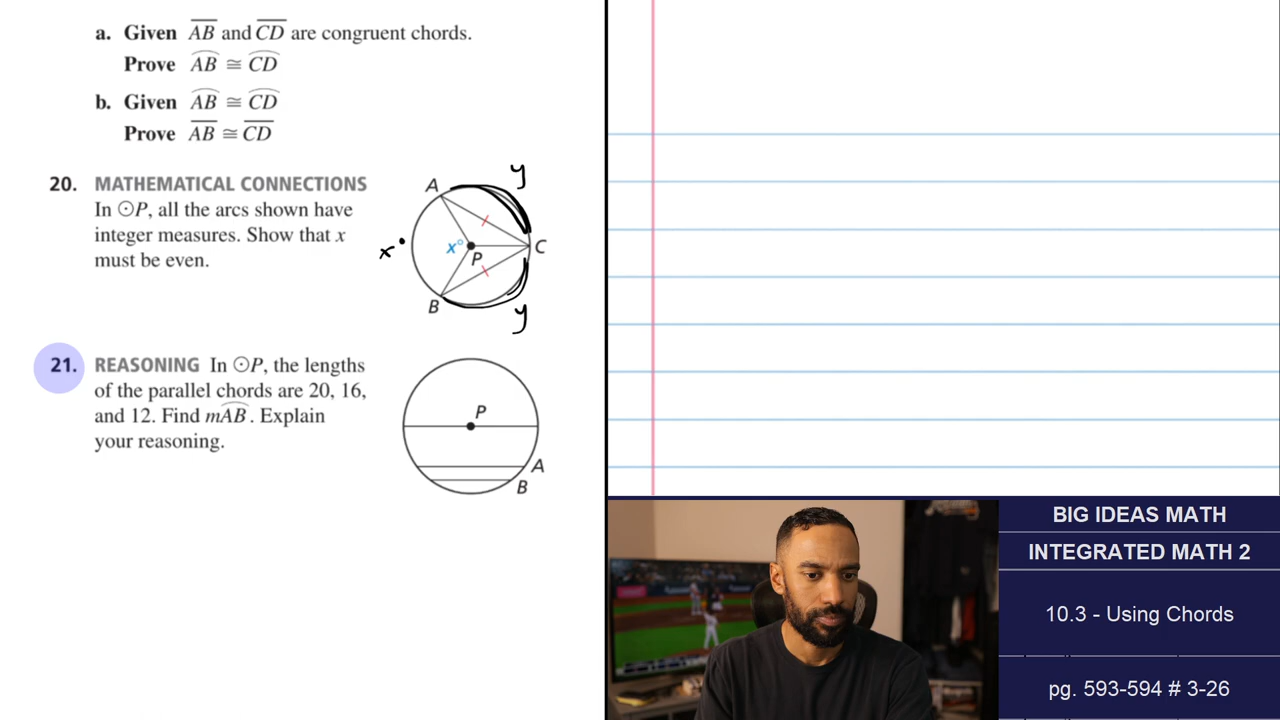 a. Given AB and CD are congruent chords.
Prove AB ≅ CD
b. Given AB ≅ CD
Prove AB ≅ CD
20. MATHEMATICAL CONNECTIONS
In ⊙P, all the arcs shown have
integer measures. Show that x
must be even.
y
A
x°
x°
P
C
B
y
21. REASONING In ⊙P, the lengths
of the parallel chords are 20, 16,
and 12. Find mAB. Explain
your reasoning.
P
A
B
BIG IDEAS MATH
INTEGRATED MATH 2
10.3 - Using Chords
pg. 593-594 # 3-26